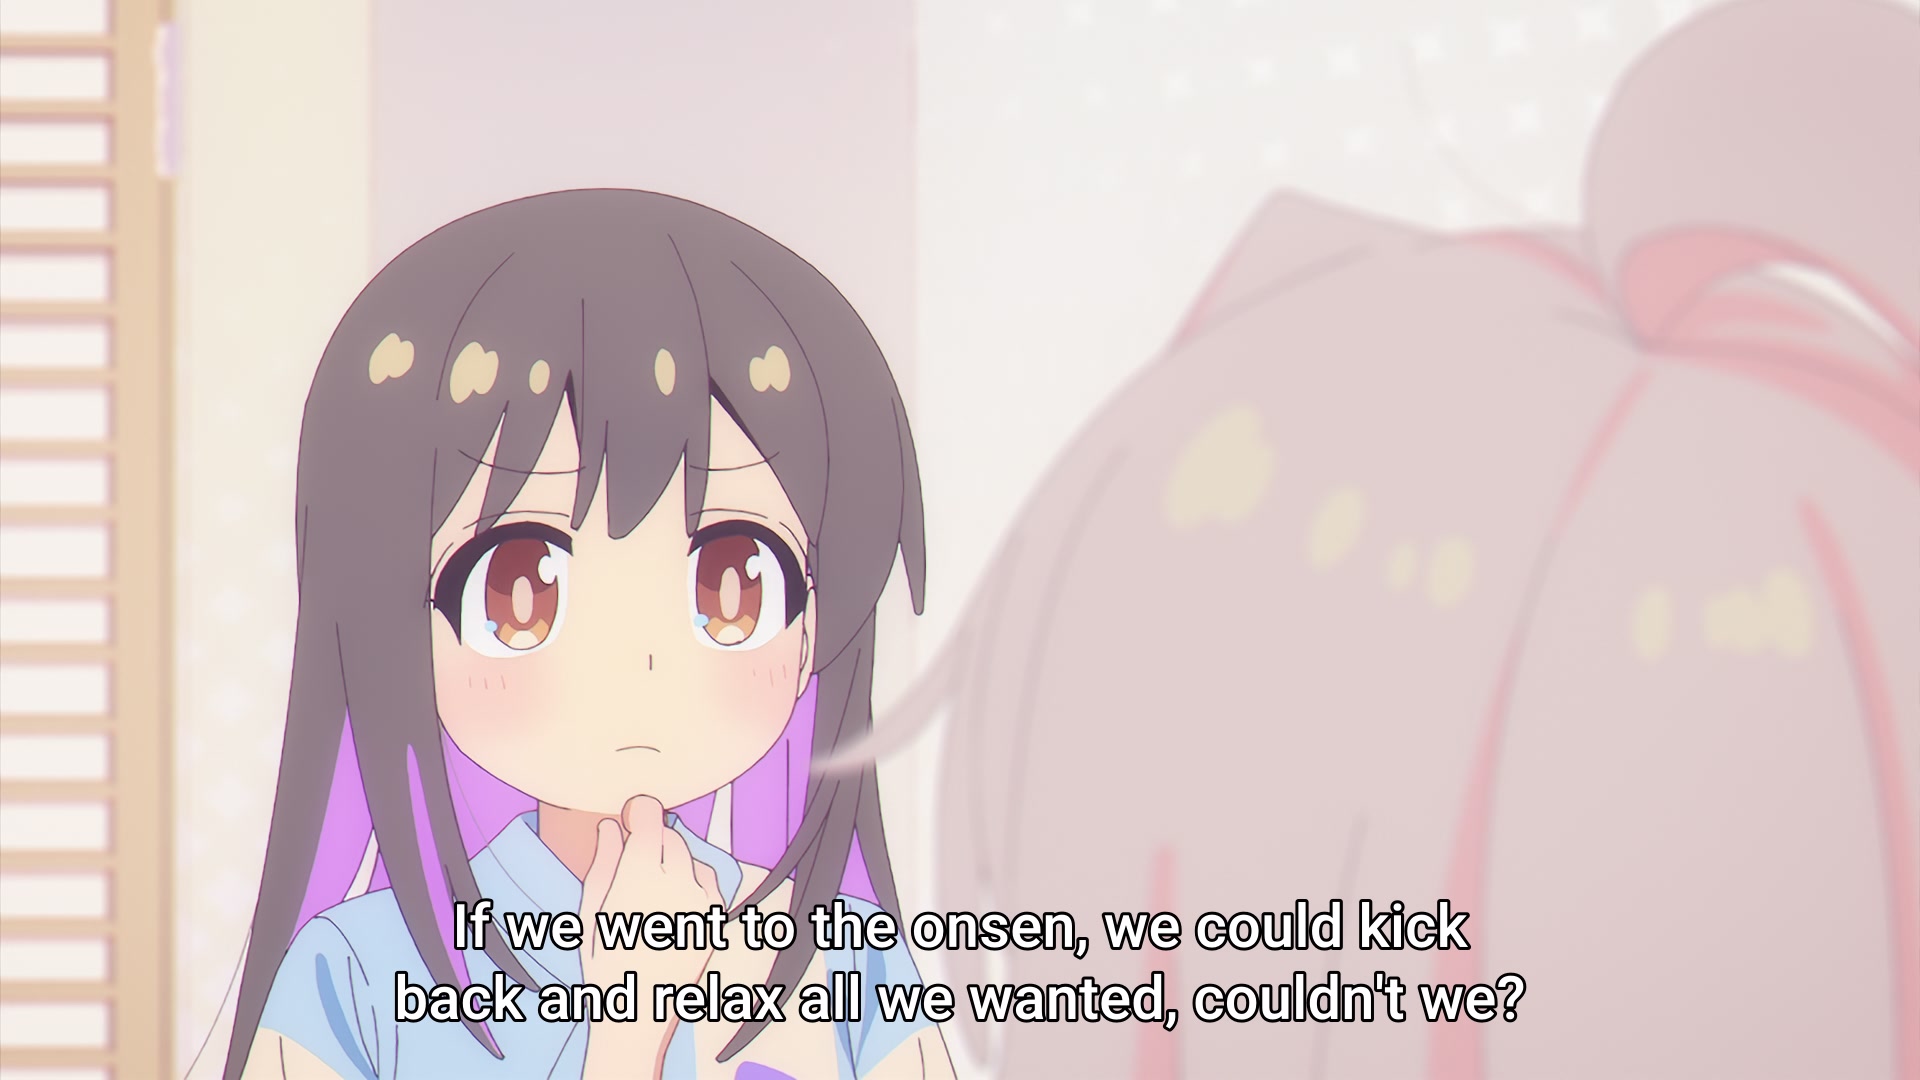 If we went to the onsen, we could kick
back and relax all we wanted, couldn't we?